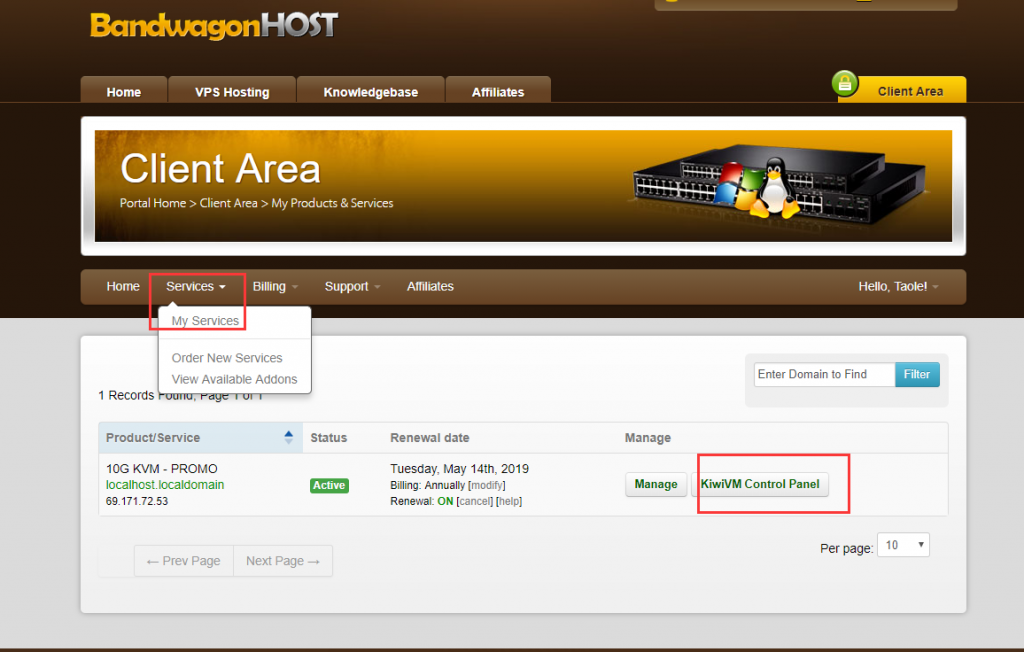 BandwagonHOST
Home VPS Hosting Knowledgebase Affiliates Client Area
Client Area
Portal Home > Client Area > My Products & Services
Home Services Billing Support Affiliates Hello, Taole!
My Services
Order New Services
View Available Addons
Enter Domain to Find Filter
1 Records Found, Page 1 of 1
Product/Service Status Renewal date Manage
10G KVM - PROMO
localhost.localdomain
69.171.72.53
Active
Tuesday, May 14th, 2019
Billing: Annually [modify]
Renewal: ON [cancel] [help]
Manage KiwiVM Control Panel
← Prev Page Next Page →
Per page: 10